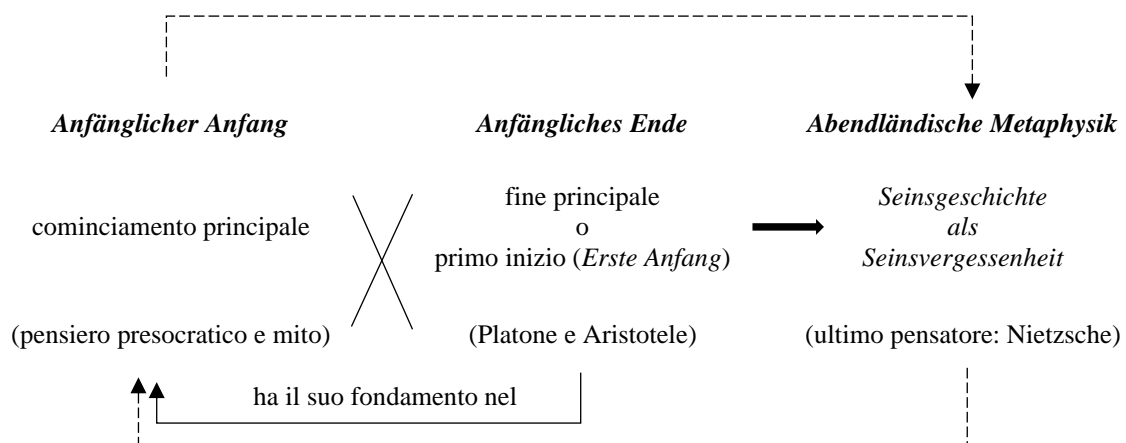 Anfänglicher Anfang
Anfängliches Ende
Abendländische Metaphysik
cominciamento principale
fine principale
o
primo inizio (Erste Anfang)
Seinsgeschichte
als
Seinsvergessenheit
(pensiero presocratico e mito)
(Platone e Aristotele)
(ultimo pensatore: Nietzsche)
ha il suo fondamento nel